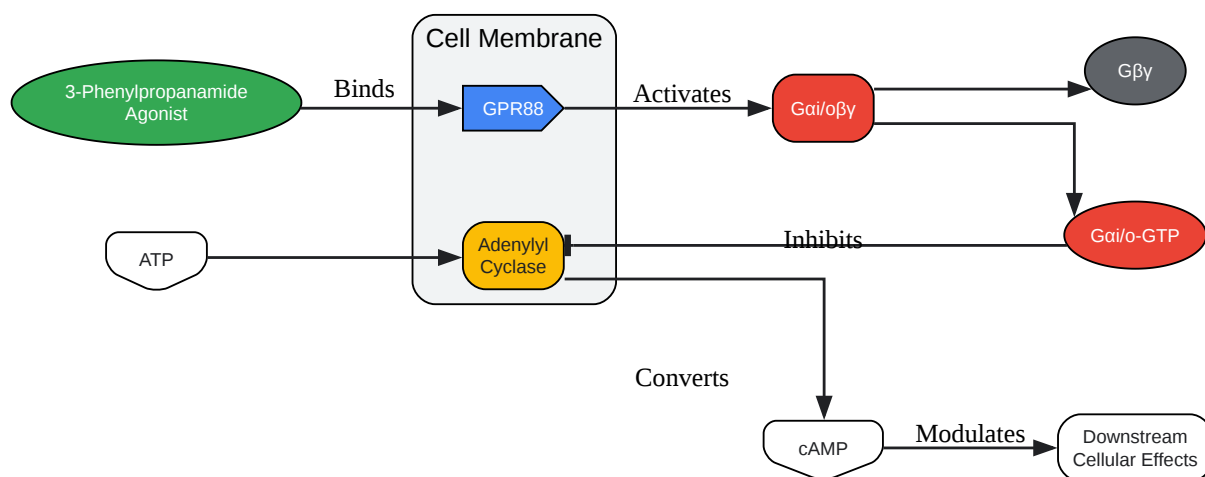 Cell Membrane
3-Phenylpropanamide
Agonist
Binds
GPR88
Activates
Gαi/oβγ
Gβγ
ATP
Adenylyl
Cyclase
Inhibits
Gαi/o-GTP
Converts
cAMP
Modulates
Downstream
Cellular Effects